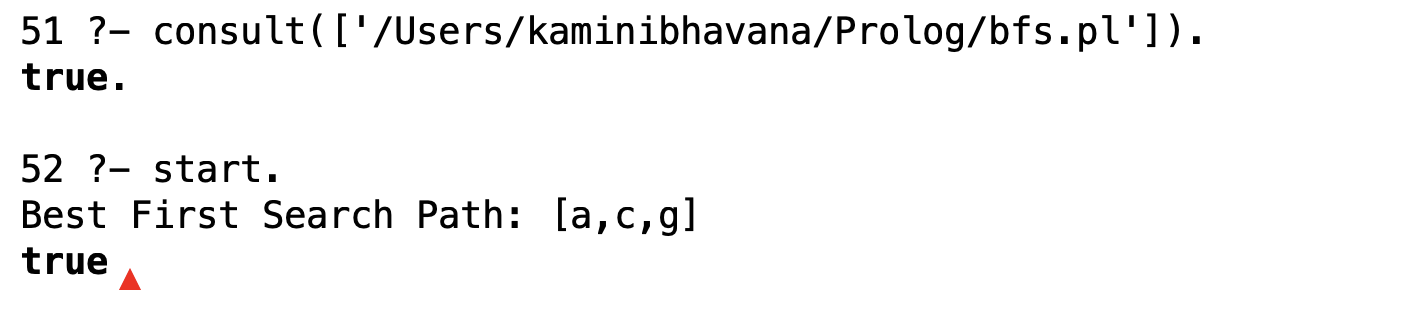 51 ?- consult(['/Users/kaminibhavana/Prolog/bfs.pl']).
true.
52 ?- start.
Best First Search Path: [a,c,g]
true